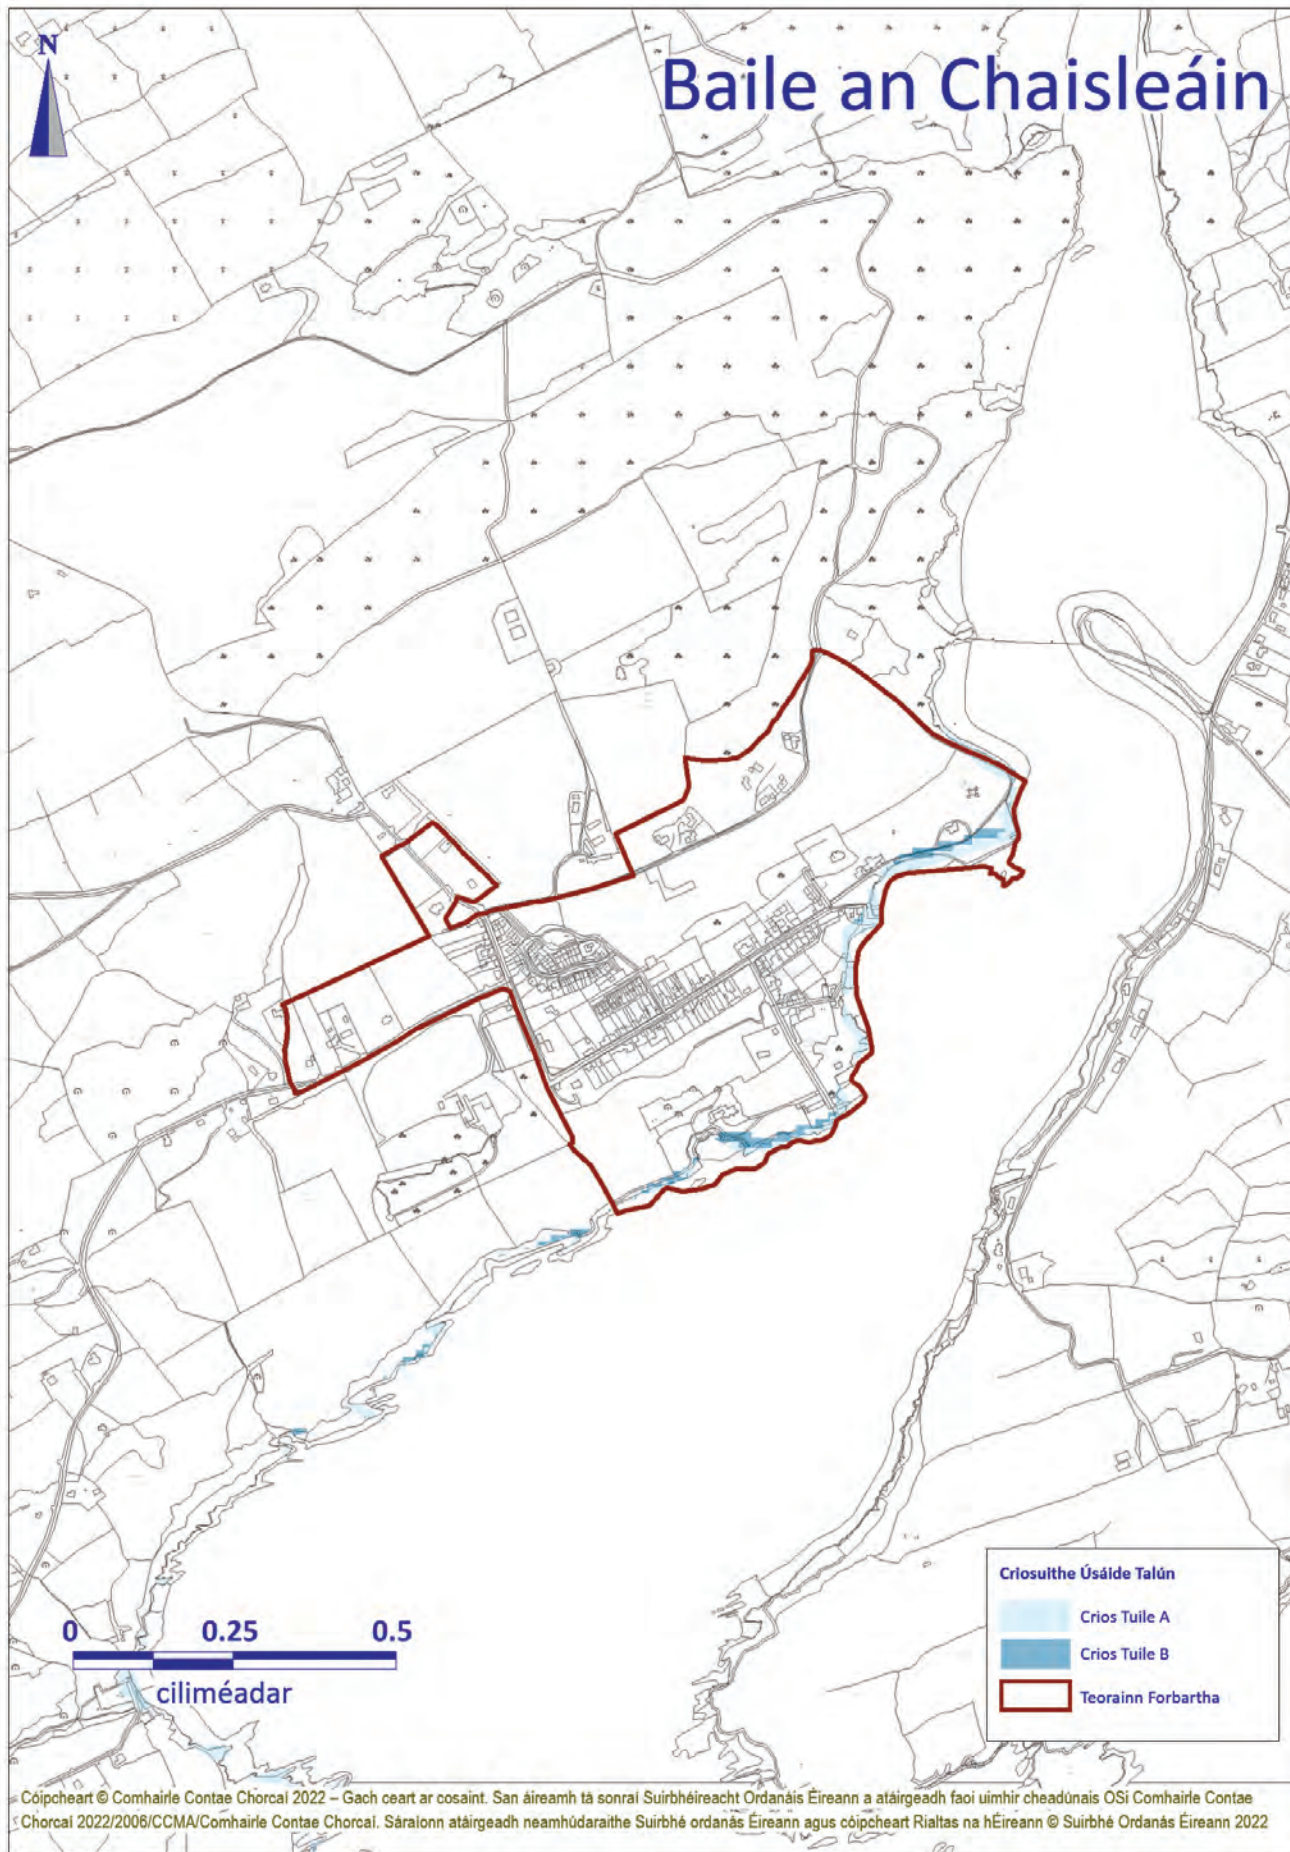 N
Baile an Chaisleáin
0 0.25 0.5
ciliméadar
Criosuithe Úsáide Talún
Crios Tuile A
Crios Tuile B
Teorainn Forbartha
Cóipcheart © Comhairle Contae Chorcaí 2022 – Gach ceart ar cosaint. San áireamh tá sonraí Suirbhéireacht Ordanáis Éireann a atáirgeadh faoi uimhir cheadúnais OSi Comhairle Contae
Chorcaí 2022/2006/CCMA/Comhairle Contae Chorcaí. Sáraíonn atáirgeadh neamhúdaraithe Suirbhé ordanás Éireann agus cóipcheart Rialtas na hÉireann © Suirbhé Ordanás Éireann 2022